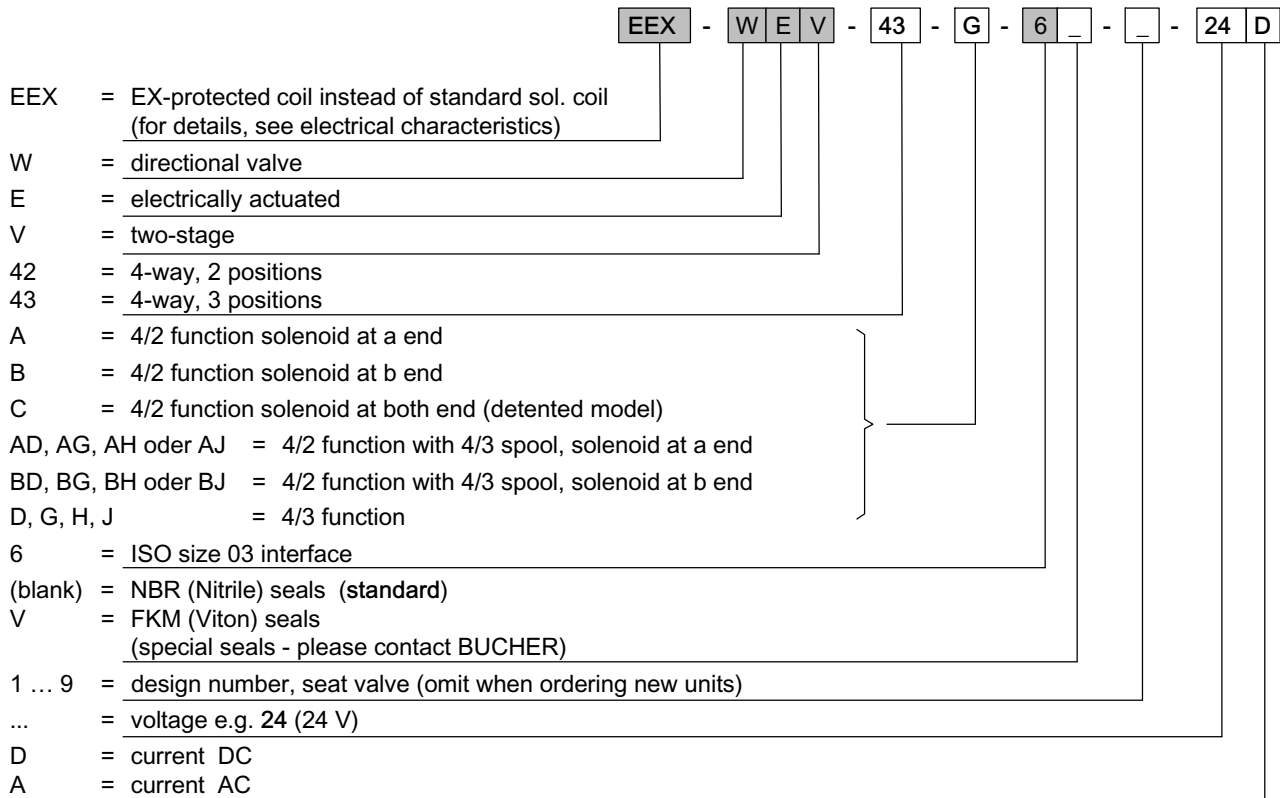 EEX - W E V - 43 - G - 6 _ - _ - 24 D
EEX = EX-protected coil instead of standard sol. coil
(for details, see electrical characteristics)
W = directional valve
E = electrically actuated
V = two-stage
42 = 4-way, 2 positions
43 = 4-way, 3 positions
A = 4/2 function solenoid at a end
B = 4/2 function solenoid at b end
C = 4/2 function solenoid at both end (detented model)
AD, AG, AH oder AJ = 4/2 function with 4/3 spool, solenoid at a end
BD, BG, BH oder BJ = 4/2 function with 4/3 spool, solenoid at b end
D, G, H, J = 4/3 function
6 = ISO size 03 interface
(blank) = NBR (Nitrile) seals (standard)
V = FKM (Viton) seals
(special seals - please contact BUCHER)
1 … 9 = design number, seat valve (omit when ordering new units)
... = voltage e.g. 24 (24 V)
D = current DC
A = current AC